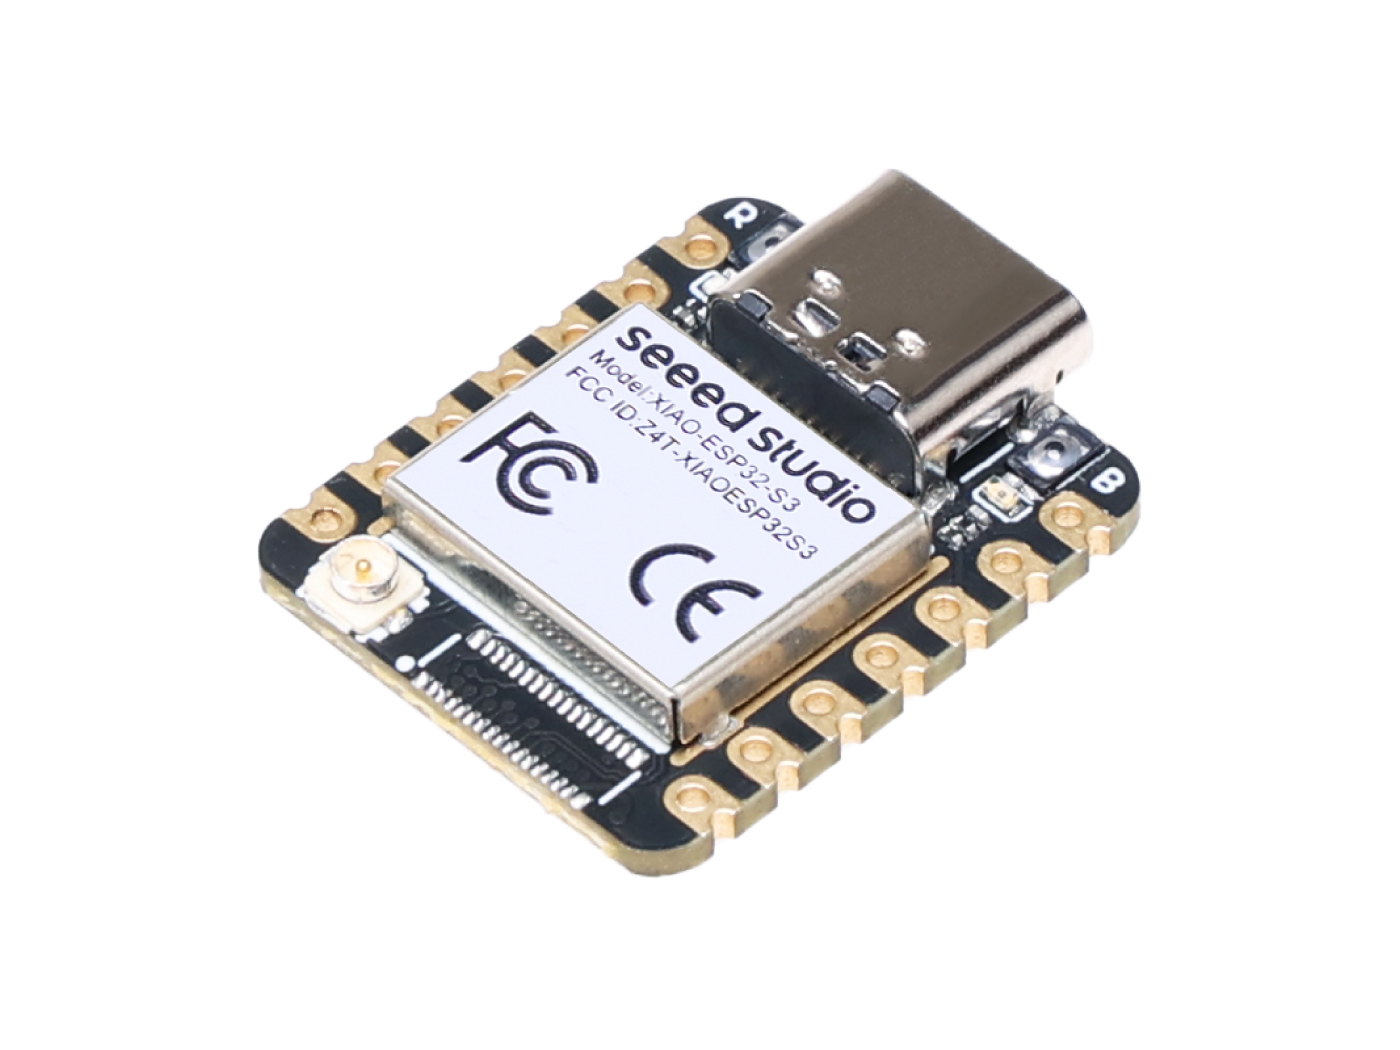 R
seeed studio
Model:XIAO-ESP32-S3
FCC ID:Z4T-XIAOESP32S3
FC
CE
B